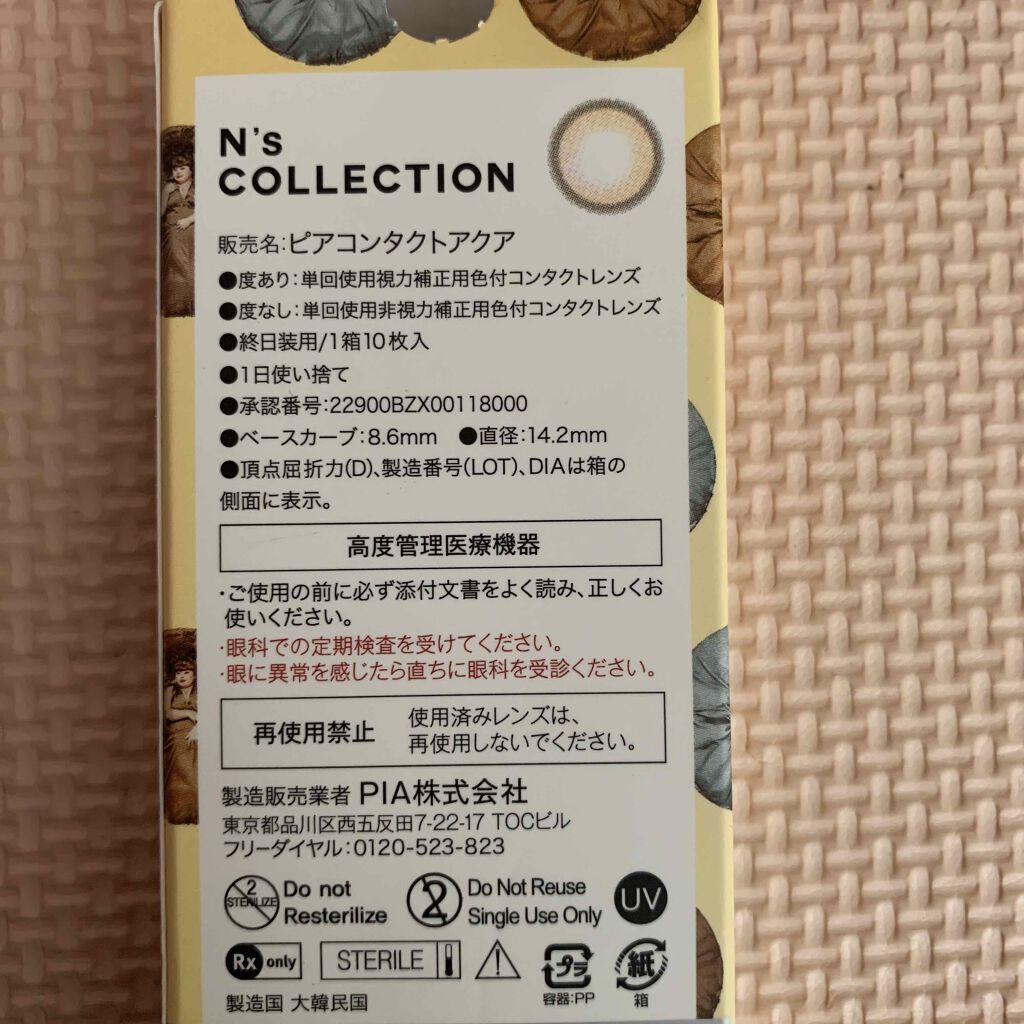 N's
COLLECTION
販売名:ピアコンタクトアクア
●度あり:単回使用視力補正用色付コンタクトレンズ
●度なし:単回使用非視力補正用色付コンタクトレンズ
●終日装用/1箱10枚入
●1日使い捨て
●承認番号:22900BZX00118000
●ベースカーブ:8.6mm ●直径:14.2mm
●頂点屈折力(D)、製造番号(LOT)、DIAは箱の
側面に表示。
高度管理医療機器
・ご使用の前に必ず添付文書をよく読み、正しくお
使いください。
・眼科での定期検査を受けてください。
・眼に異常を感じたら直ちに眼科を受診ください。
再使用禁止
使用済みレンズは、
再使用しないでください。
製造販売業者 PIA株式会社
東京都品川区西五反田7-22-17 TOCビル
フリーダイヤル:0120-523-823
2
STERILIZE
Do not
Resterilize
2
Do Not Reuse
Single Use Only
UV
Rx only
STERILE
プラ
容器:PP
紙
箱
製造国 大韓民国